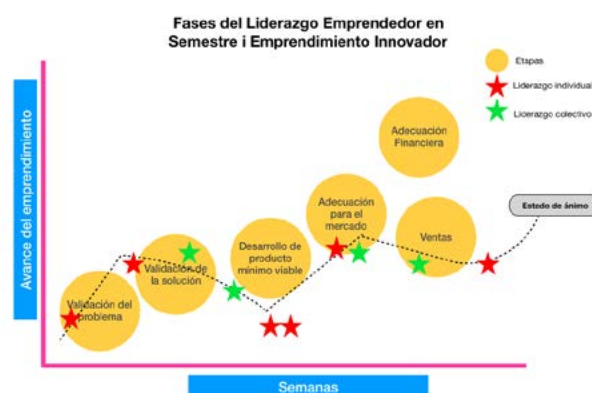 Fases del Liderazgo Emprendedor en
Semestre i Emprendimiento Innovador
Etapas
Liderazgo individual
Liderazgo colectivo
Avance del emprendimiento
Adecuación
Financiera
Adecuación
para el
mercado
Estado de ánimo
Ventas
Desarrollo de
producto
mínimo viable
Validación de
la solución
Validación del
problema
Semanas